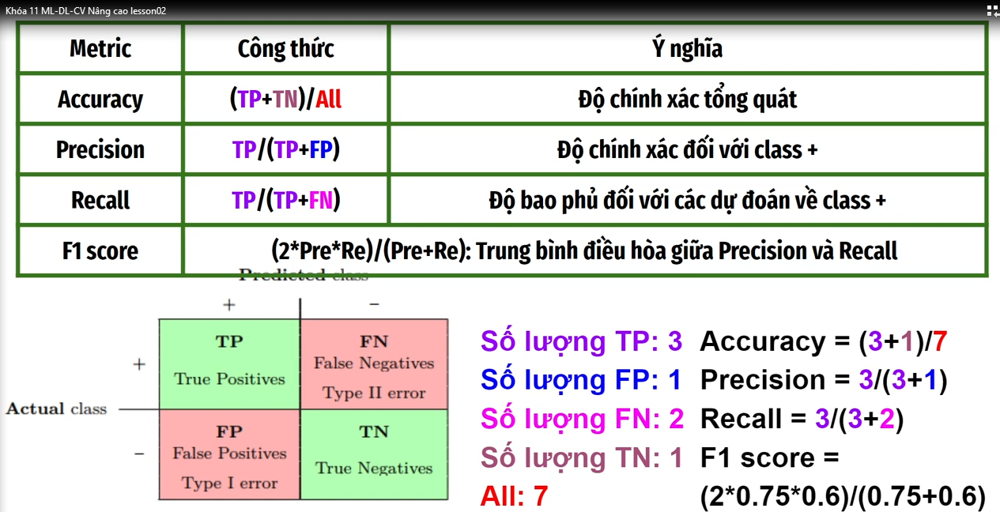 Khóa 11 ML-DL-CV Nâng cao lesson02
Metric Công thức Ý nghĩa
Accuracy (TP+TN)/All Độ chính xác tổng quát
Precision TP/(TP+FP) Độ chính xác đối với class +
Recall TP/(TP+FN) Độ bao phủ đối với các dự đoán về class +
F1 score (2*Pre*Re)/(Pre+Re): Trung bình điều hòa giữa Precision và Recall
Predicted class
+ −
Actual class
+
−
TP
True Positives
FN
False Negatives
Type II error
FP
False Positives
Type I error
TN
True Negatives
Số lượng TP: 3
Số lượng FP: 1
Số lượng FN: 2
Số lượng TN: 1
All: 7
Accuracy = (3+1)/7
Precision = 3/(3+1)
Recall = 3/(3+2)
F1 score =
(2*0.75*0.6)/(0.75+0.6)